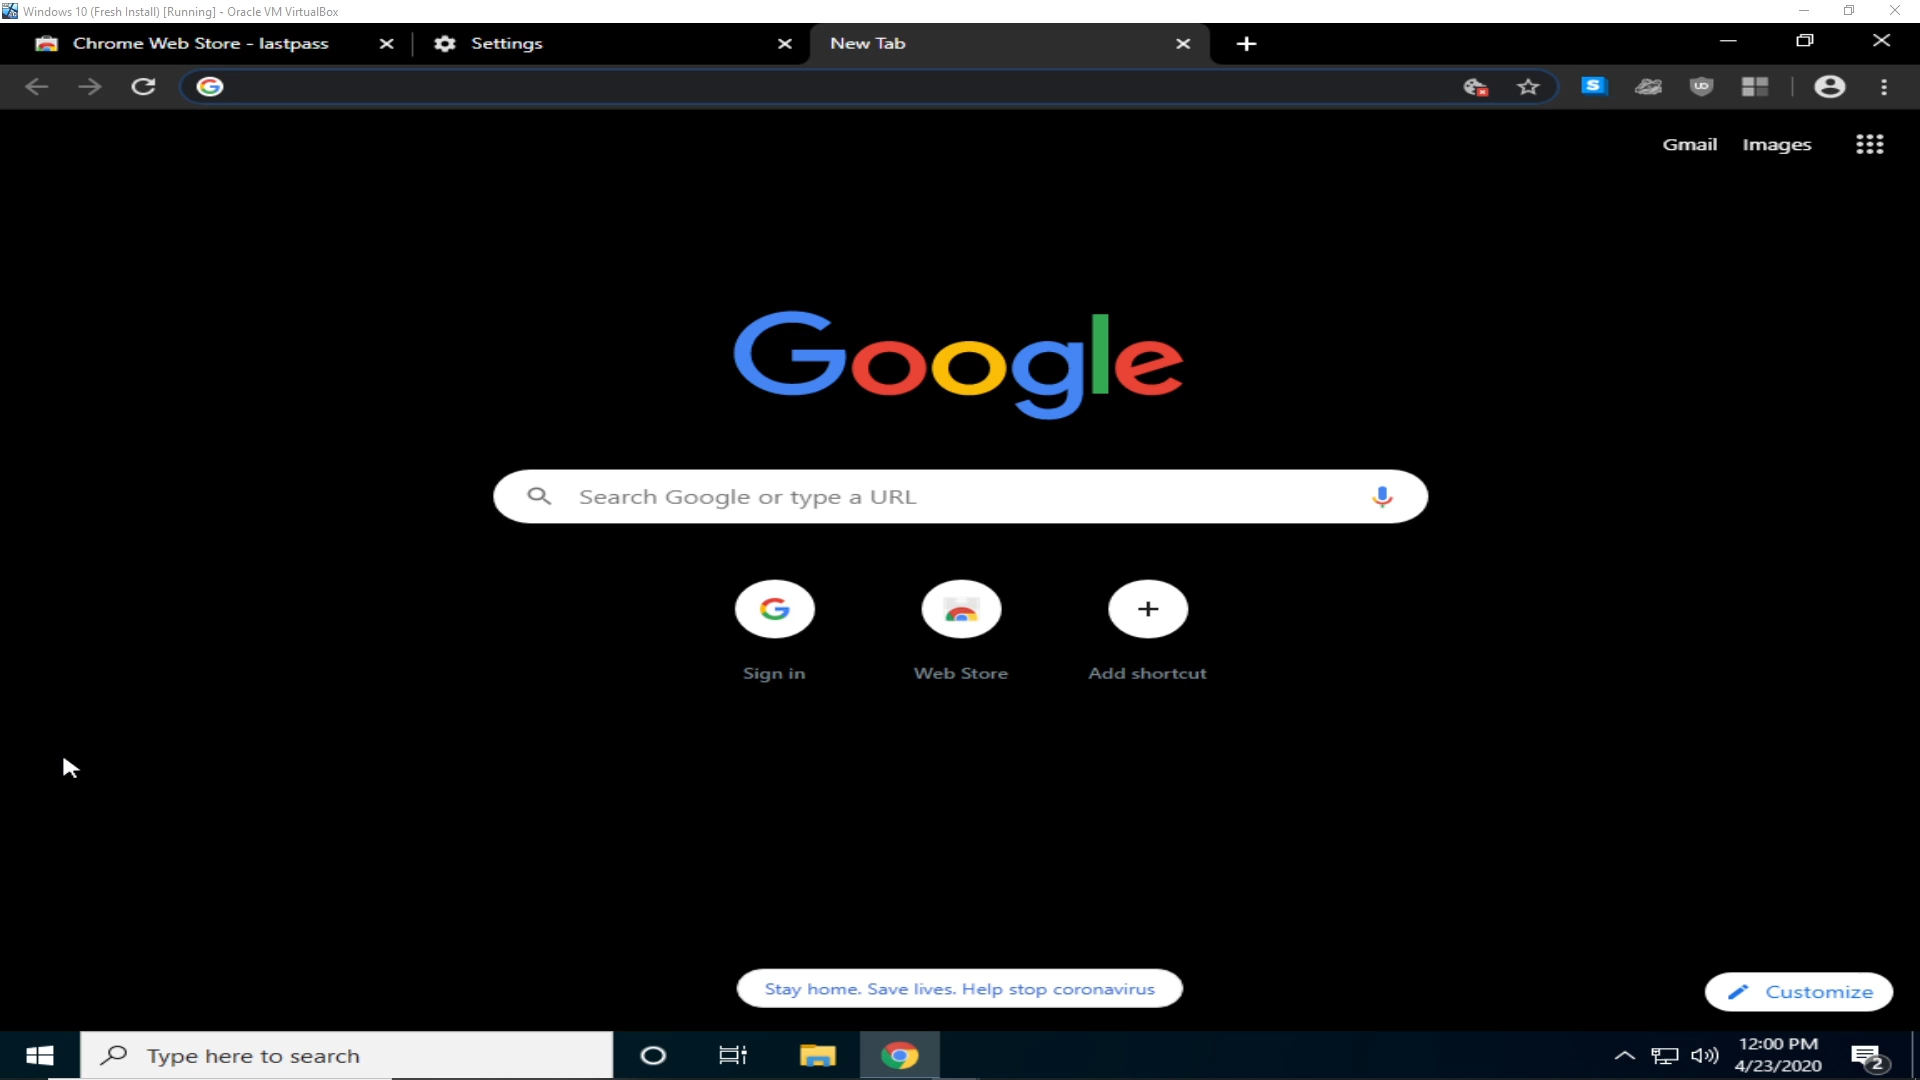 Windows 10 (Fresh Install) [Running] - Oracle VM VirtualBox
Chrome Web Store - lastpass
Settings
New Tab
Gmail
Images
Google
Search Google or type a URL
Sign in
Web Store
Add shortcut
Stay home. Save lives. Help stop coronavirus
Customize
Type here to search
12:00 PM
4/23/2020
2